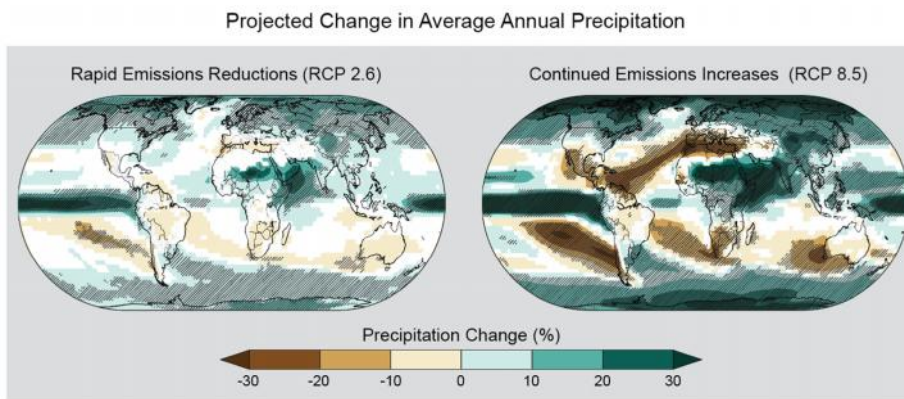 Projected Change in Average Annual Precipitation
Rapid Emissions Reductions (RCP 2.6)
Continued Emissions Increases (RCP 8.5)
Precipitation Change (%)
-30 -20 -10 0 10 20 30